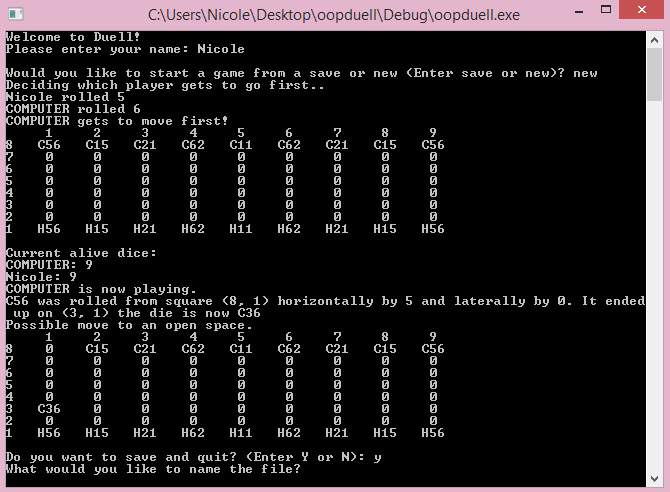 C:\Users\Nicole\Desktop\oopduell\Debug\oopduell.exe
Welcome to Duell!
Please enter your name: Nicole
Would you like to start a game from a save or new (Enter save or new)? new
Deciding which player gets to go first..
Nicole rolled 5
COMPUTER rolled 6
COMPUTER gets to move first!
1 2 3 4 5 6 7 8 9
8 C56 C15 C21 C62 C11 C62 C21 C15 C56
7 0 0 0 0 0 0 0 0 0
6 0 0 0 0 0 0 0 0 0
5 0 0 0 0 0 0 0 0 0
4 0 0 0 0 0 0 0 0 0
3 0 0 0 0 0 0 0 0 0
2 0 0 0 0 0 0 0 0 0
1 H56 H15 H21 H62 H11 H62 H21 H15 H56
Current alive dice:
COMPUTER: 9
Nicole: 9
COMPUTER is now playing.
C56 was rolled from square (8, 1) horizontally by 5 and laterally by 0. It ended
up on (3, 1) the die is now C36
Possible move to an open space.
1 2 3 4 5 6 7 8 9
8 0 C15 C21 C62 C11 C62 C21 C15 C56
7 0 0 0 0 0 0 0 0 0
6 0 0 0 0 0 0 0 0 0
5 0 0 0 0 0 0 0 0 0
4 0 0 0 0 0 0 0 0 0
3 C36 0 0 0 0 0 0 0 0
2 0 0 0 0 0 0 0 0 0
1 H56 H15 H21 H62 H11 H62 H21 H15 H56
Do you want to save and quit? (Enter Y or N): y
What would you like to name the file?